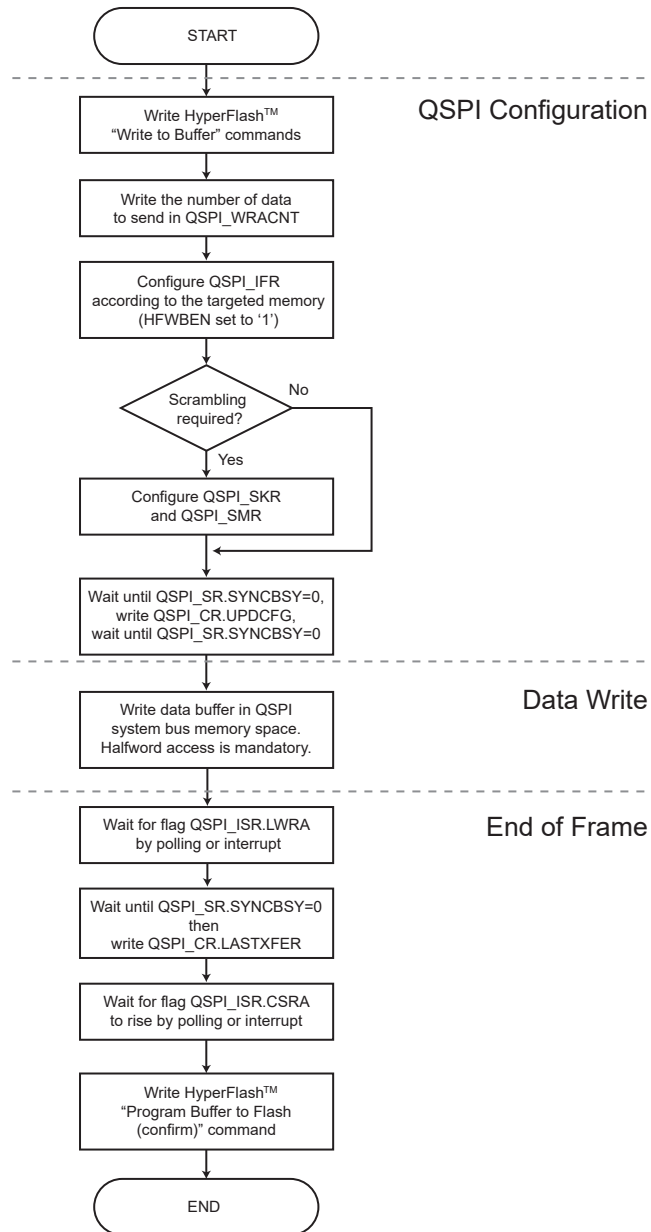 START
QSPI Configuration
Write HyperFlash™
“Write to Buffer” commands
Write the number of data
to send in QSPI_WRACNT
Configure QSPI_IFR
according to the targeted memory
(HFWBEN set to ‘1’)
No
Scrambling
required?
Yes
Configure QSPI_SKR
and QSPI_SMR
Wait until QSPI_SR.SYNCBSY=0,
write QSPI_CR.UPDCFG,
wait until QSPI_SR.SYNCBSY=0
Data Write
Write data buffer in QSPI
system bus memory space.
Halfword access is mandatory.
End of Frame
Wait for flag QSPI_ISR.LWRA
by polling or interrupt
Wait until QSPI_SR.SYNCBSY=0
then
write QSPI_CR.LASTXFER
Wait for flag QSPI_ISR.CSRA
to rise by polling or interrupt
Write HyperFlash™
“Program Buffer to Flash
(confirm)” command
END